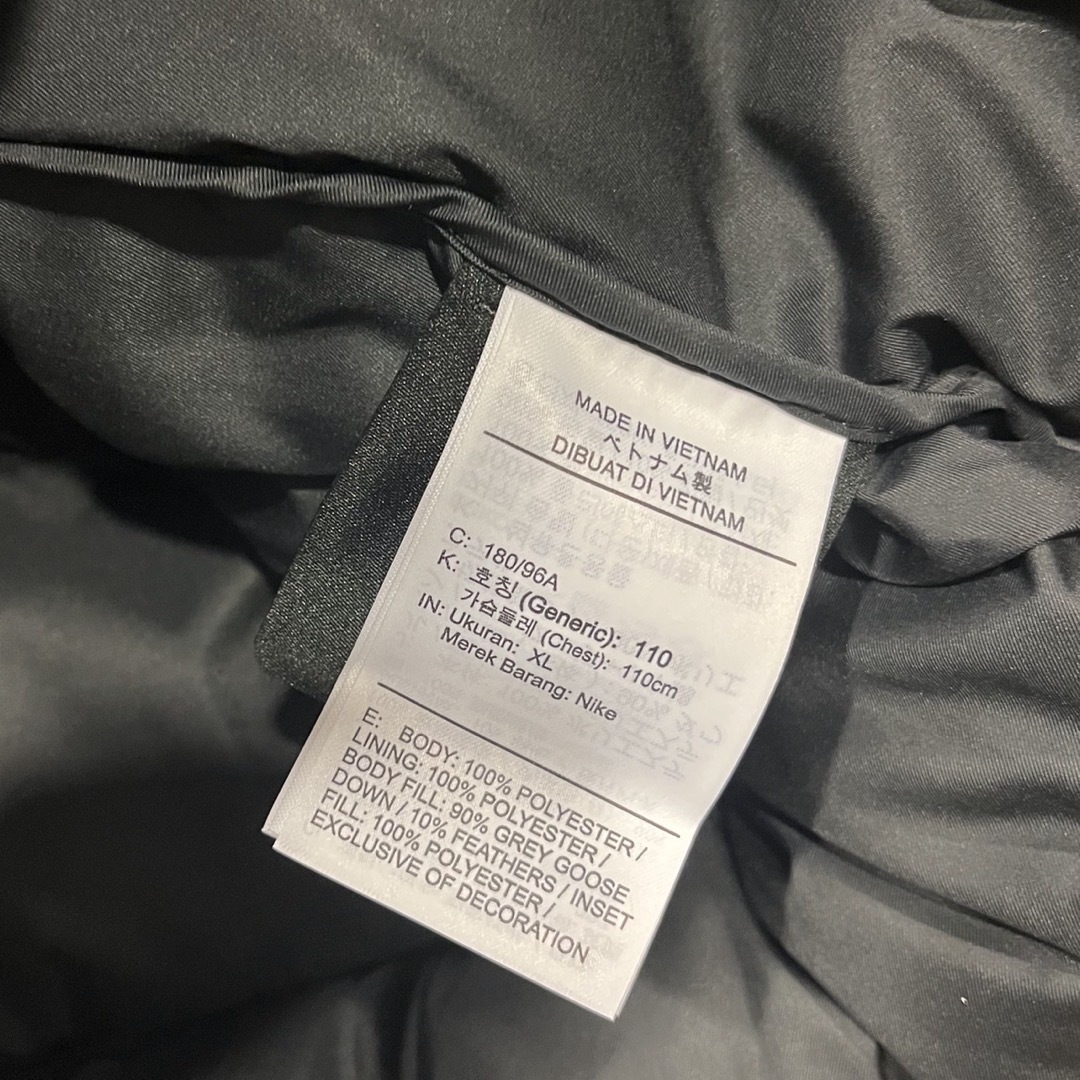 MADE IN VIETNAM
ベトナム製
DIBUAT DI VIETNAM
C: 180/96A
K: 호칭 (Generic): 110
가슴둘레 (Chest): 110cm
IN: Ukuran: XL
Merek Barang: Nike
E: BODY: 100% POLYESTER /
LINING: 100% POLYESTER /
BODY FILL: 90% GREY GOOSE
DOWN / 10% FEATHERS / INSET
FILL: 100% POLYESTER /
EXCLUSIVE OF DECORATION